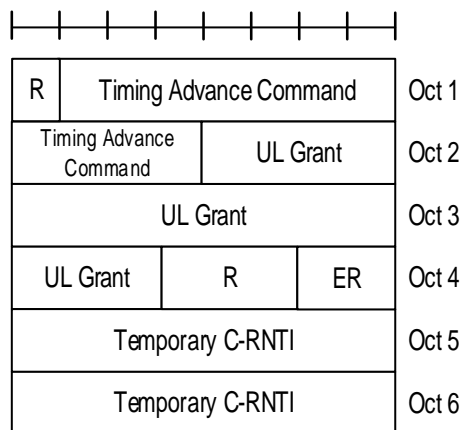 R Timing Advance Command Oct 1
Timing Advance
Command UL Grant Oct 2
UL Grant Oct 3
UL Grant R ER Oct 4
Temporary C-RNTI Oct 5
Temporary C-RNTI Oct 6